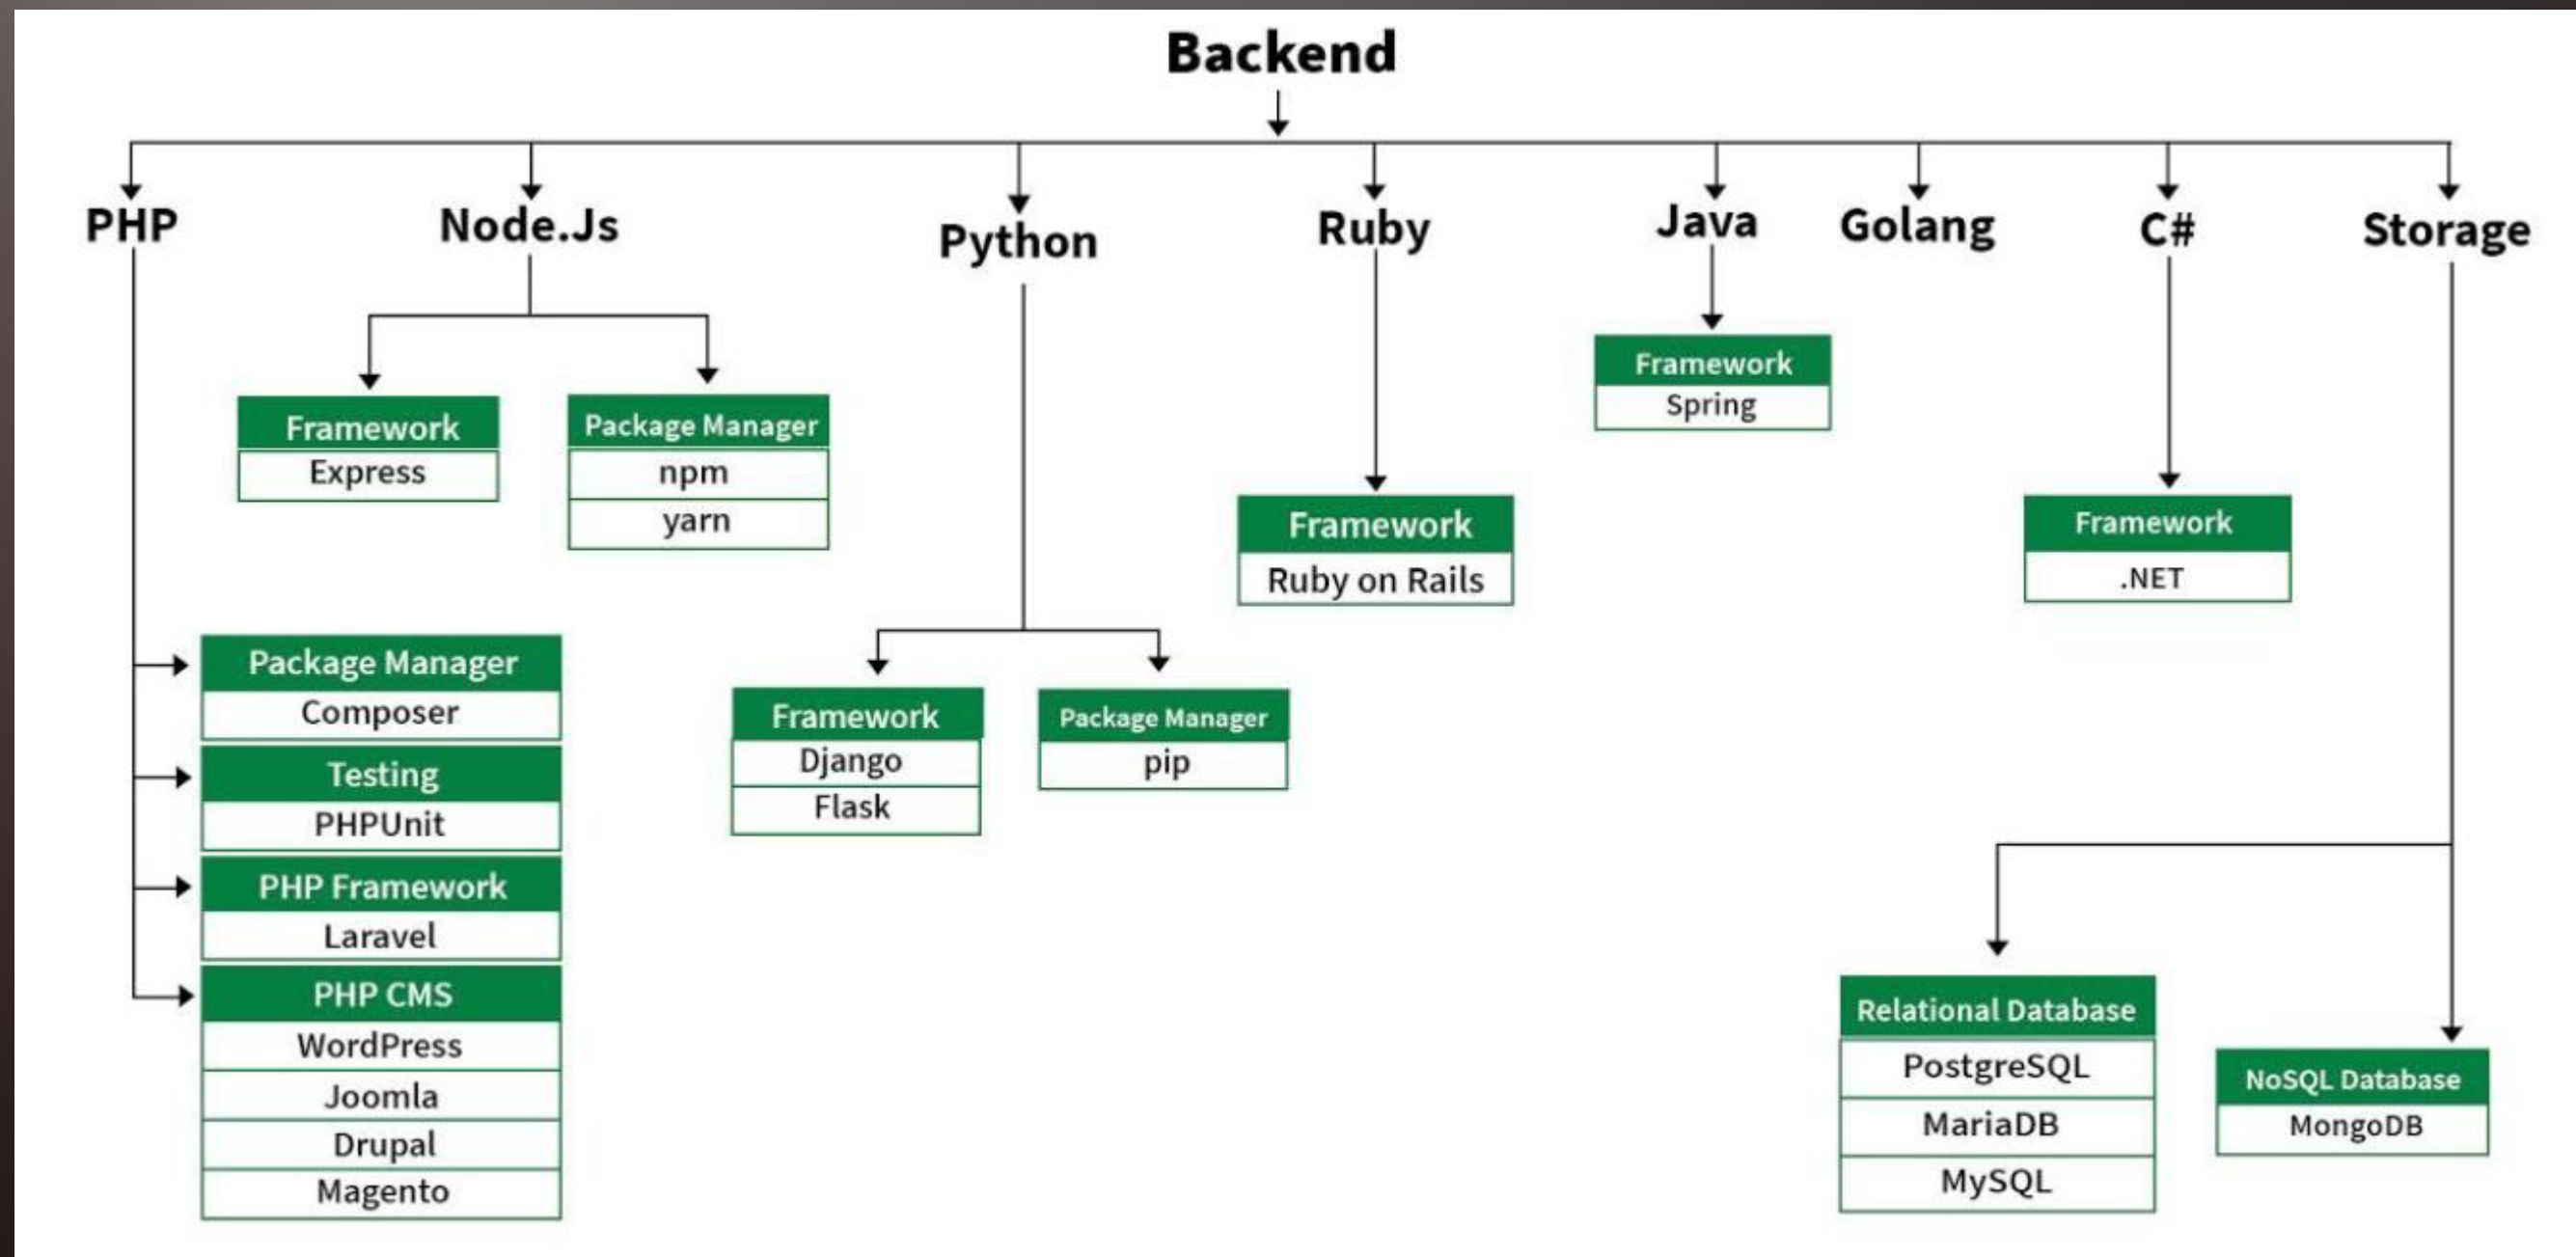 Backend
PHP
Node.Js
Python
Ruby
Java
Golang
C#
Storage
Framework
Express
Package Manager
npm
yarn
Framework
Spring
Framework
Ruby on Rails
Framework
.NET
Package Manager
Composer
Testing
PHPUnit
PHP Framework
Laravel
PHP CMS
WordPress
Joomla
Drupal
Magento
Framework
Django
Flask
Package Manager
pip
Relational Database
PostgreSQL
MariaDB
MySQL
NoSQL Database
MongoDB